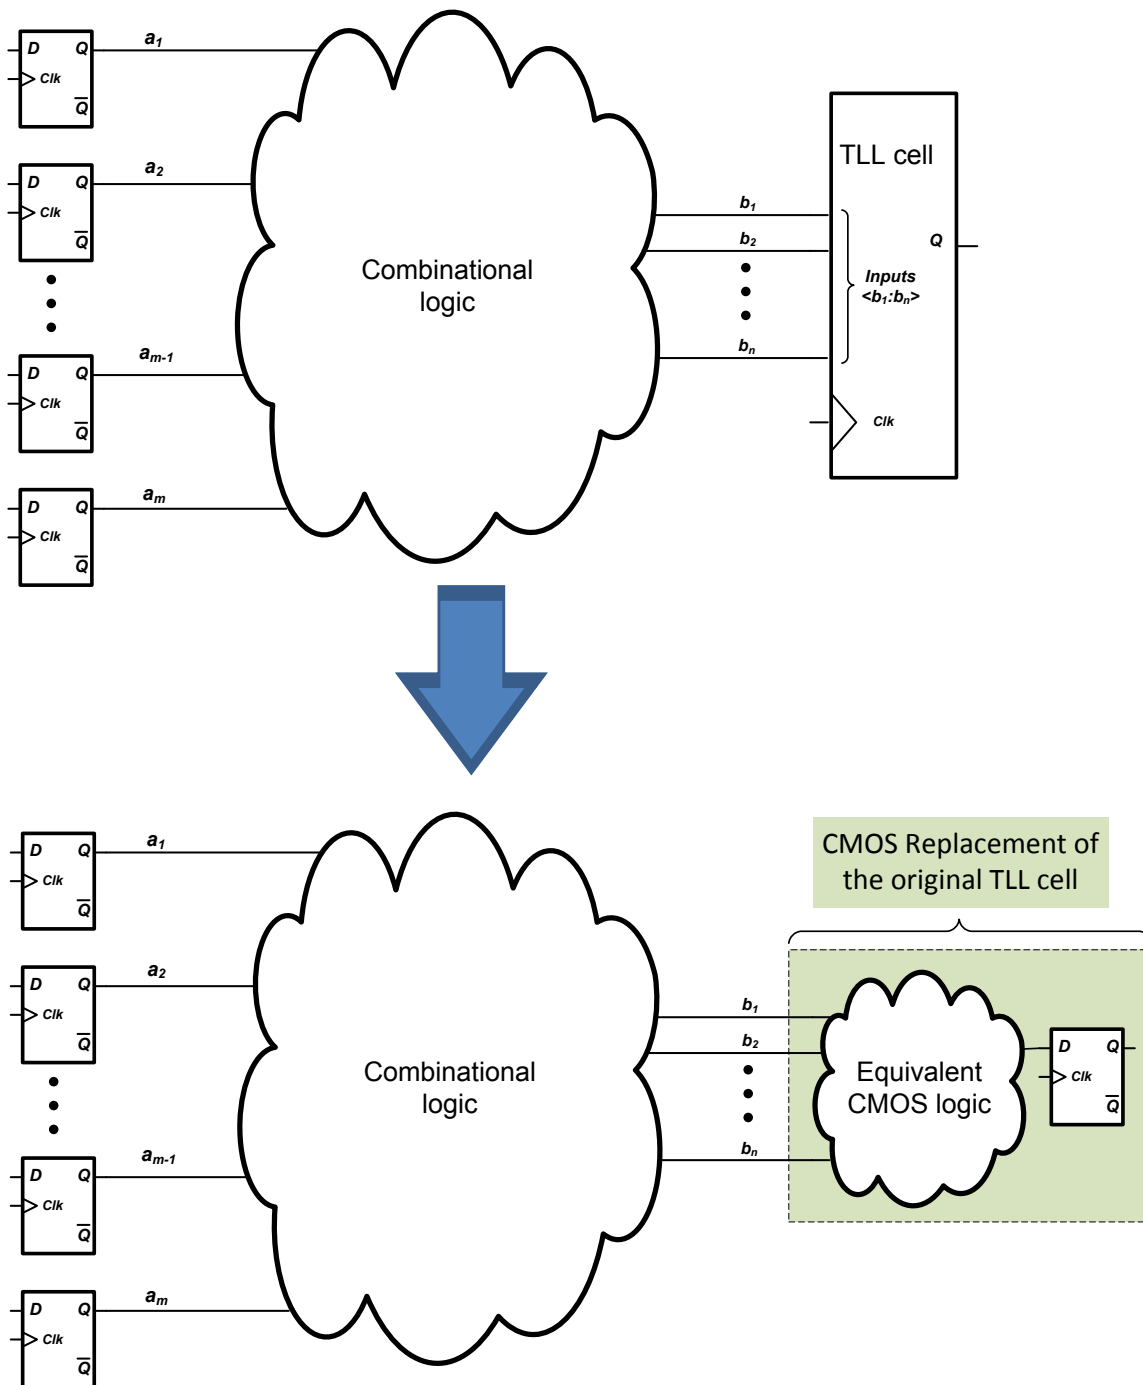 a1
D Q
Clk
Q
a2
D Q
Clk
Q
am-1
D Q
Clk
Q
am
D Q
Clk
Q
Combinational
logic
b1
b2
bn
TLL cell
Q
Inputs
<b1:bn>
Clk
a1
D Q
Clk
Q
a2
D Q
Clk
Q
am-1
D Q
Clk
Q
am
D Q
Clk
Q
Combinational
logic
b1
b2
bn
CMOS Replacement of
the original TLL cell
Equivalent
CMOS logic
D Q
Clk
Q